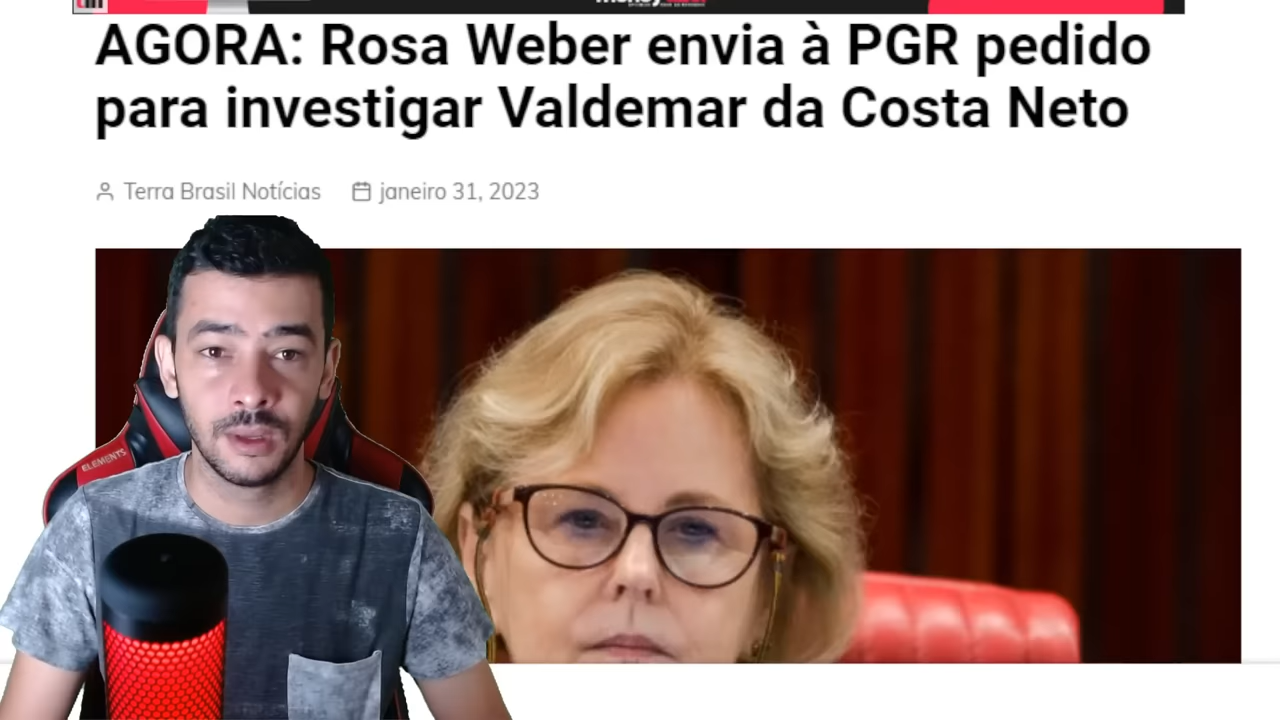 AGORA: Rosa Weber envia à PGR pedido
para investigar Valdemar da Costa Neto
Terra Brasil Notícias janeiro 31, 2023
ELEMENTS